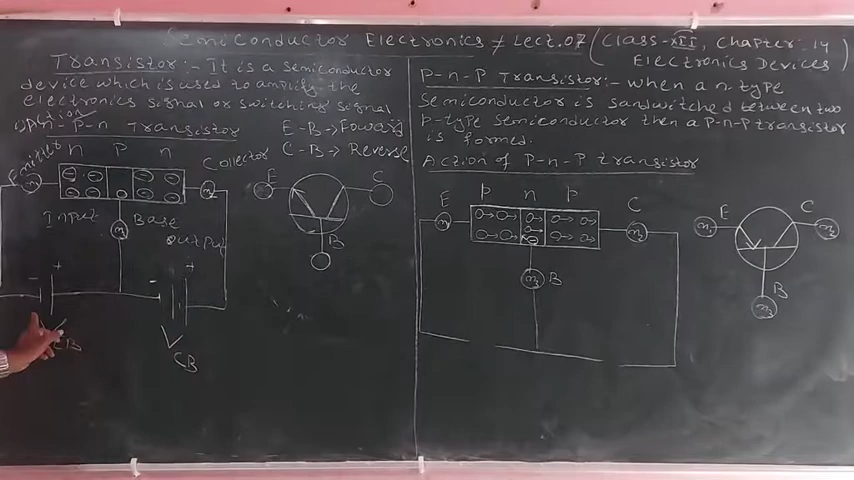 Semiconductor Electronics ≠ Lect.07 (Class-XII, Chapter-14
Electronics Devices)
Transistor:- It is a semiconductor
device which is used to amplify the
electronics signal or switching signal
Action
n-P-n Transistor
E-B→Foward
C-B→Reverse
Emitter
n P n
Collector
Input
Base
output
- +
- +
CB
CB
E C
B
P-n-P Transistor:- when a n type
Semiconductor is sandwitched between two
P-type semiconductor then a P-n-P transistor
is formed.
Action of P-n-P transistor
P n P
E C
B
E C
B